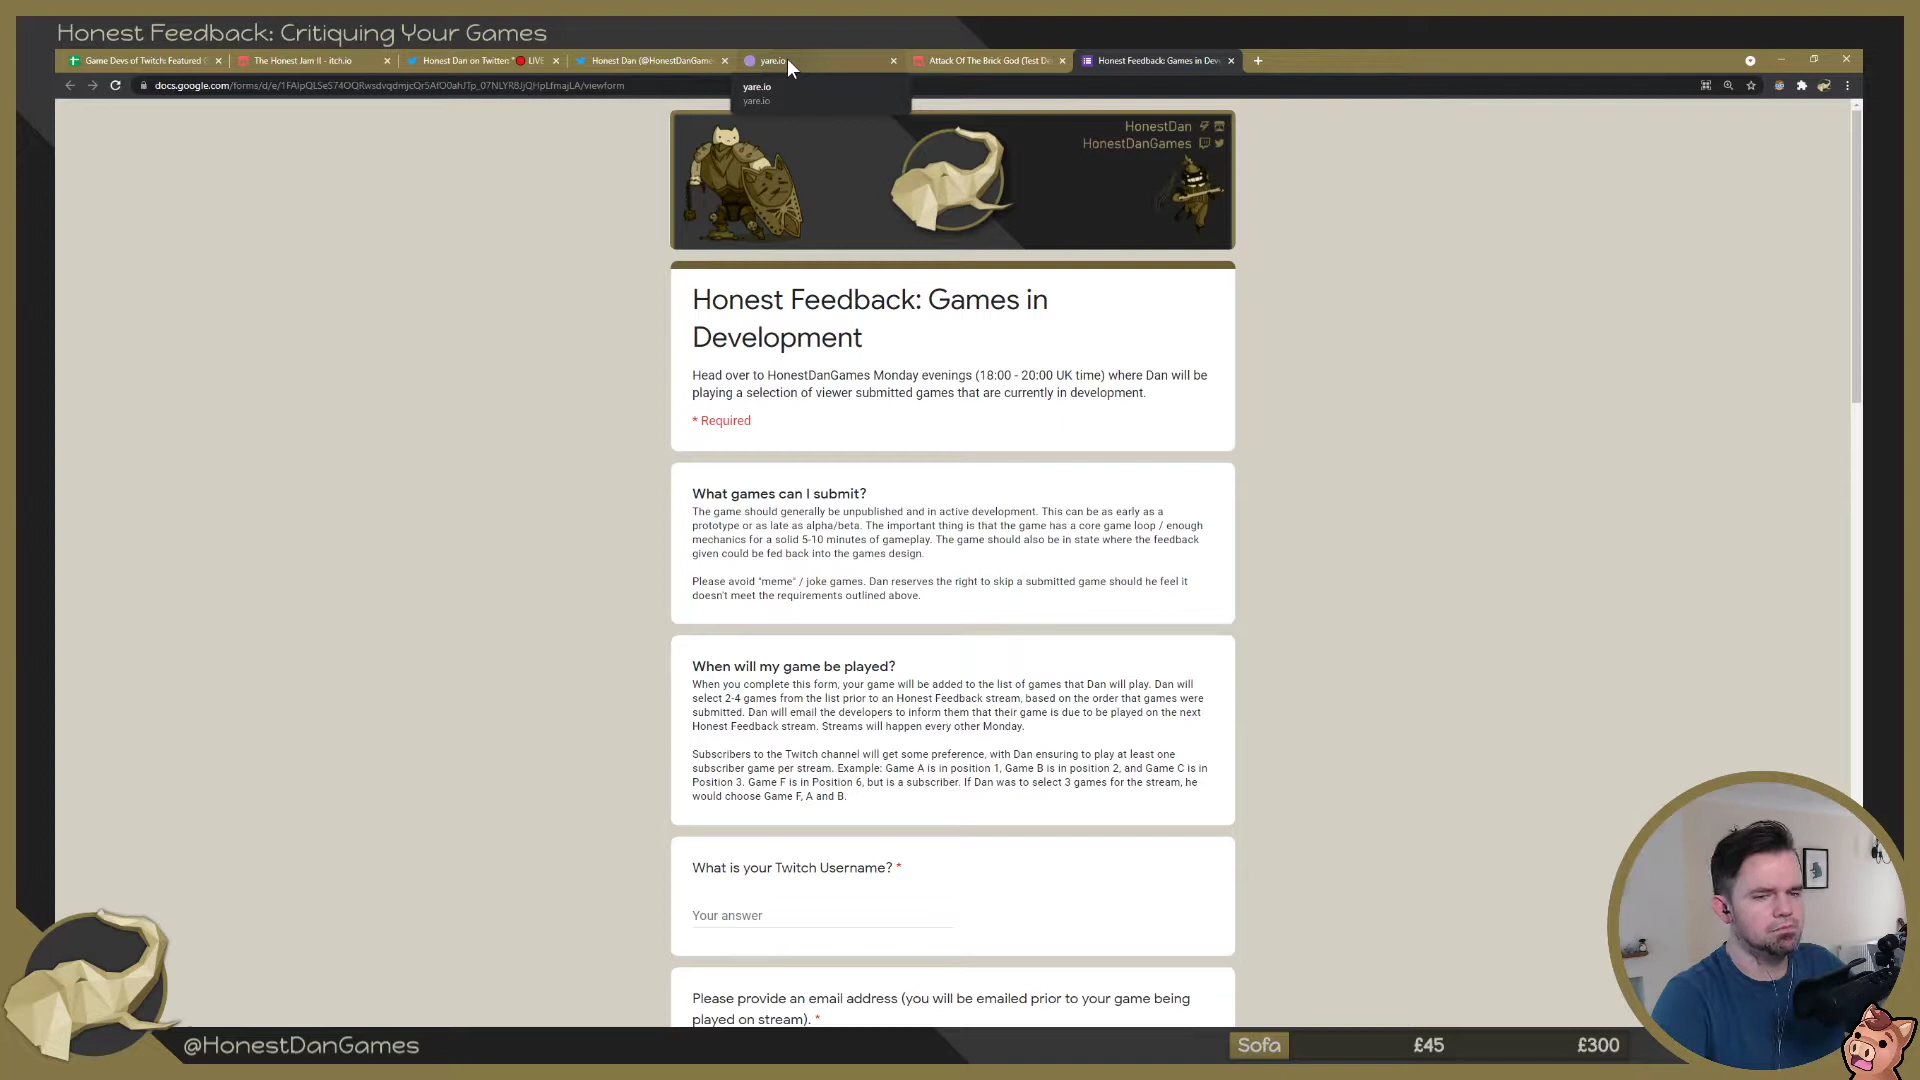 Honest Feedback: Critiquing Your Games
Game Devs of Twitch: Featured
The Honest Jam II - itch.io
Honest Dan on Twitter: "🔴 LIVE
Honest Dan (@HonestDanGame
yare.io
Attack Of The Brick God (Test De
Honest Feedback: Games in Dev
docs.google.com/forms/d/e/1FAIpQLSeS74OQRwsdvqdmjcQr5AfO0ahJTp_07NLYR8JjQHpLfmajLA/viewform
yare.io
yare.io
HonestDan
HonestDanGames
Honest Feedback: Games in
Development
Head over to HonestDanGames Monday evenings (18:00 - 20:00 UK time) where Dan will be
playing a selection of viewer submitted games that are currently in development.
* Required
What games can I submit?
The game should generally be unpublished and in active development. This can be as early as a
prototype or as late as alpha/beta. The important thing is that the game has a core game loop / enough
mechanics for a solid 5-10 minutes of gameplay. The game should also be in state where the feedback
given could be fed back into the games design.
Please avoid "meme" / joke games. Dan reserves the right to skip a submitted game should he feel it
doesn't meet the requirements outlined above.
When will my game be played?
When you complete this form, your game will be added to the list of games that Dan will play. Dan will
select 2-4 games from the list prior to an Honest Feedback stream, based on the order that games were
submitted. Dan will email the developers to inform them that their game is due to be played on the next
Honest Feedback stream. Streams will happen every other Monday.
Subscribers to the Twitch channel will get some preference, with Dan ensuring to play at least one
subscriber game per stream. Example: Game A is in position 1, Game B is in position 2, and Game C is in
Position 3. Game F is in Position 6, but is a subscriber. If Dan was to select 3 games for the stream, he
would choose Game F, A and B.
What is your Twitch Username? *
Your answer
Please provide an email address (you will be emailed prior to your game being
played on stream). *
@HonestDanGames
Sofa
£45
£300